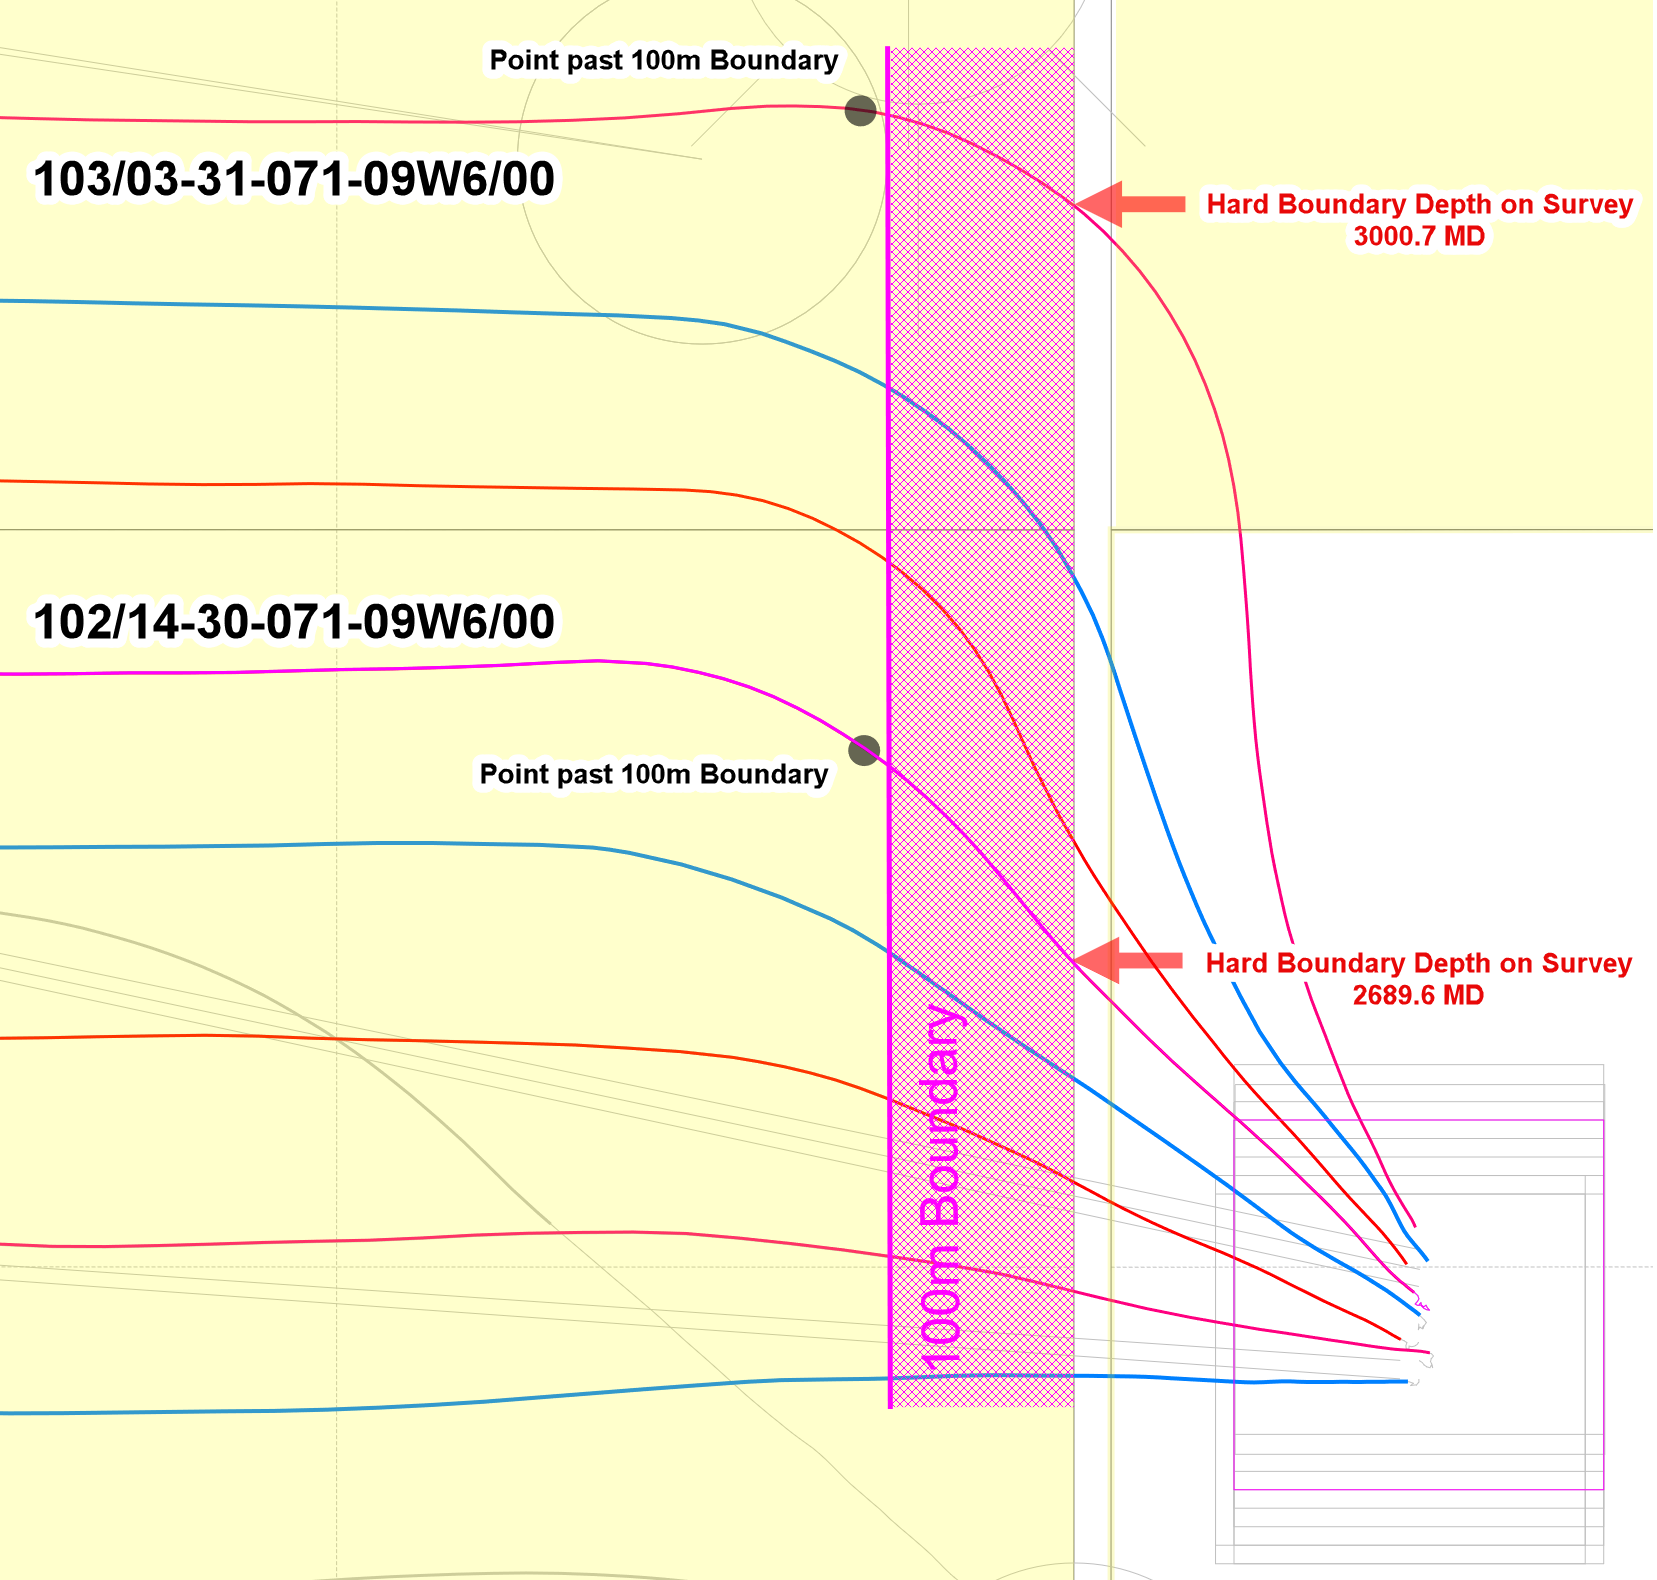 Point past 100m Boundary
103/03-31-071-09W6/00
Hard Boundary Depth on Survey
3000.7 MD
102/14-30-071-09W6/00
Point past 100m Boundary
Hard Boundary Depth on Survey
2689.6 MD
100m Boundary